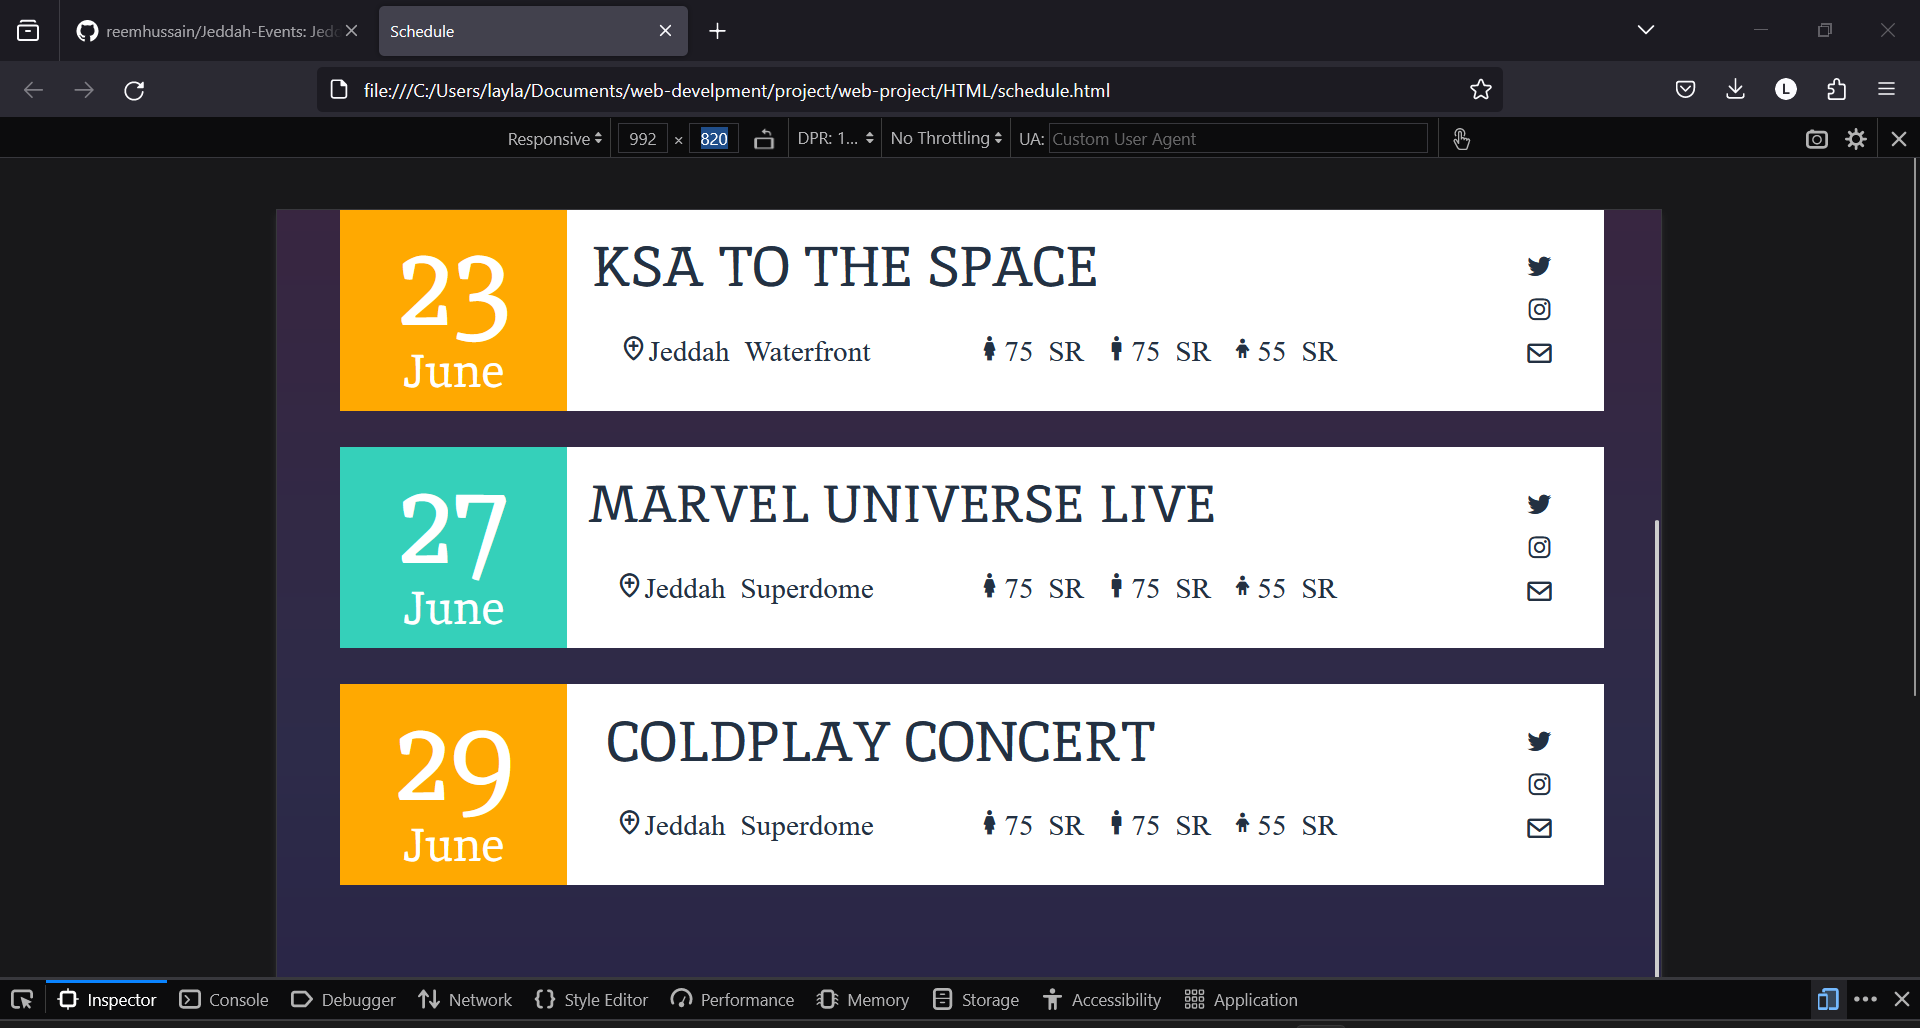 reemhussain/Jeddah-Events: Jedd
Schedule
file:///C:/Users/layla/Documents/web-develpment/project/web-project/HTML/schedule.html
L
Responsive 992 × 820 DPR: 1... No Throttling UA: Custom User Agent
23
June
KSA TO THE SPACE
Jeddah Waterfront 75 SR 75 SR 55 SR
27
June
MARVEL UNIVERSE LIVE
Jeddah Superdome 75 SR 75 SR 55 SR
29
June
COLDPLAY CONCERT
Jeddah Superdome 75 SR 75 SR 55 SR
Inspector Console Debugger Network Style Editor Performance Memory Storage Accessibility Application